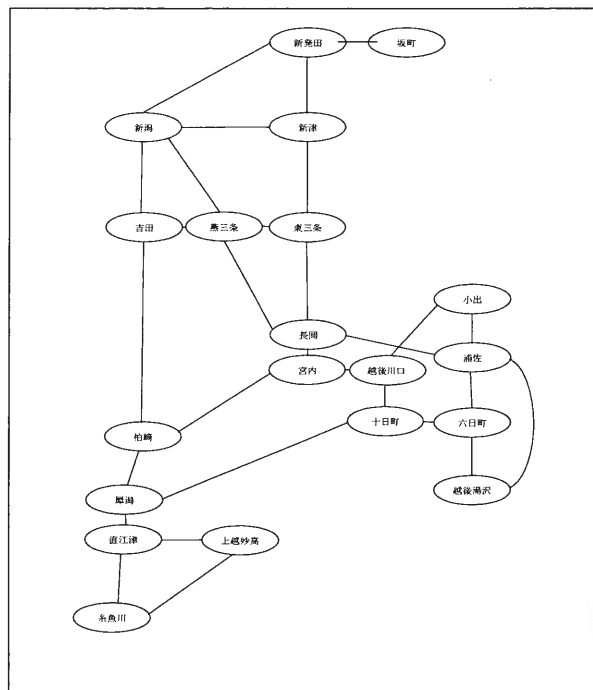 新発田
坂町
新潟
新津
吉田
燕三条
東三条
小出
長岡
浦佐
宮内
越後川口
十日町
六日町
柏崎
越後湯沢
犀潟
直江津
上越妙高
糸魚川